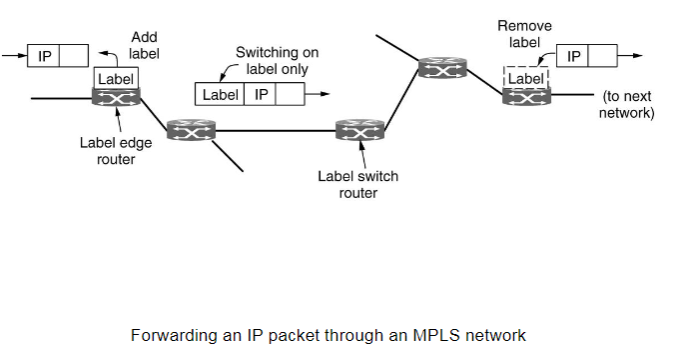 IP
Add
label
Label
Label edge
router
Switching on
label only
Label IP
Label switch
router
Remove
label
IP
Label
(to next
network)
Forwarding an IP packet through an MPLS network